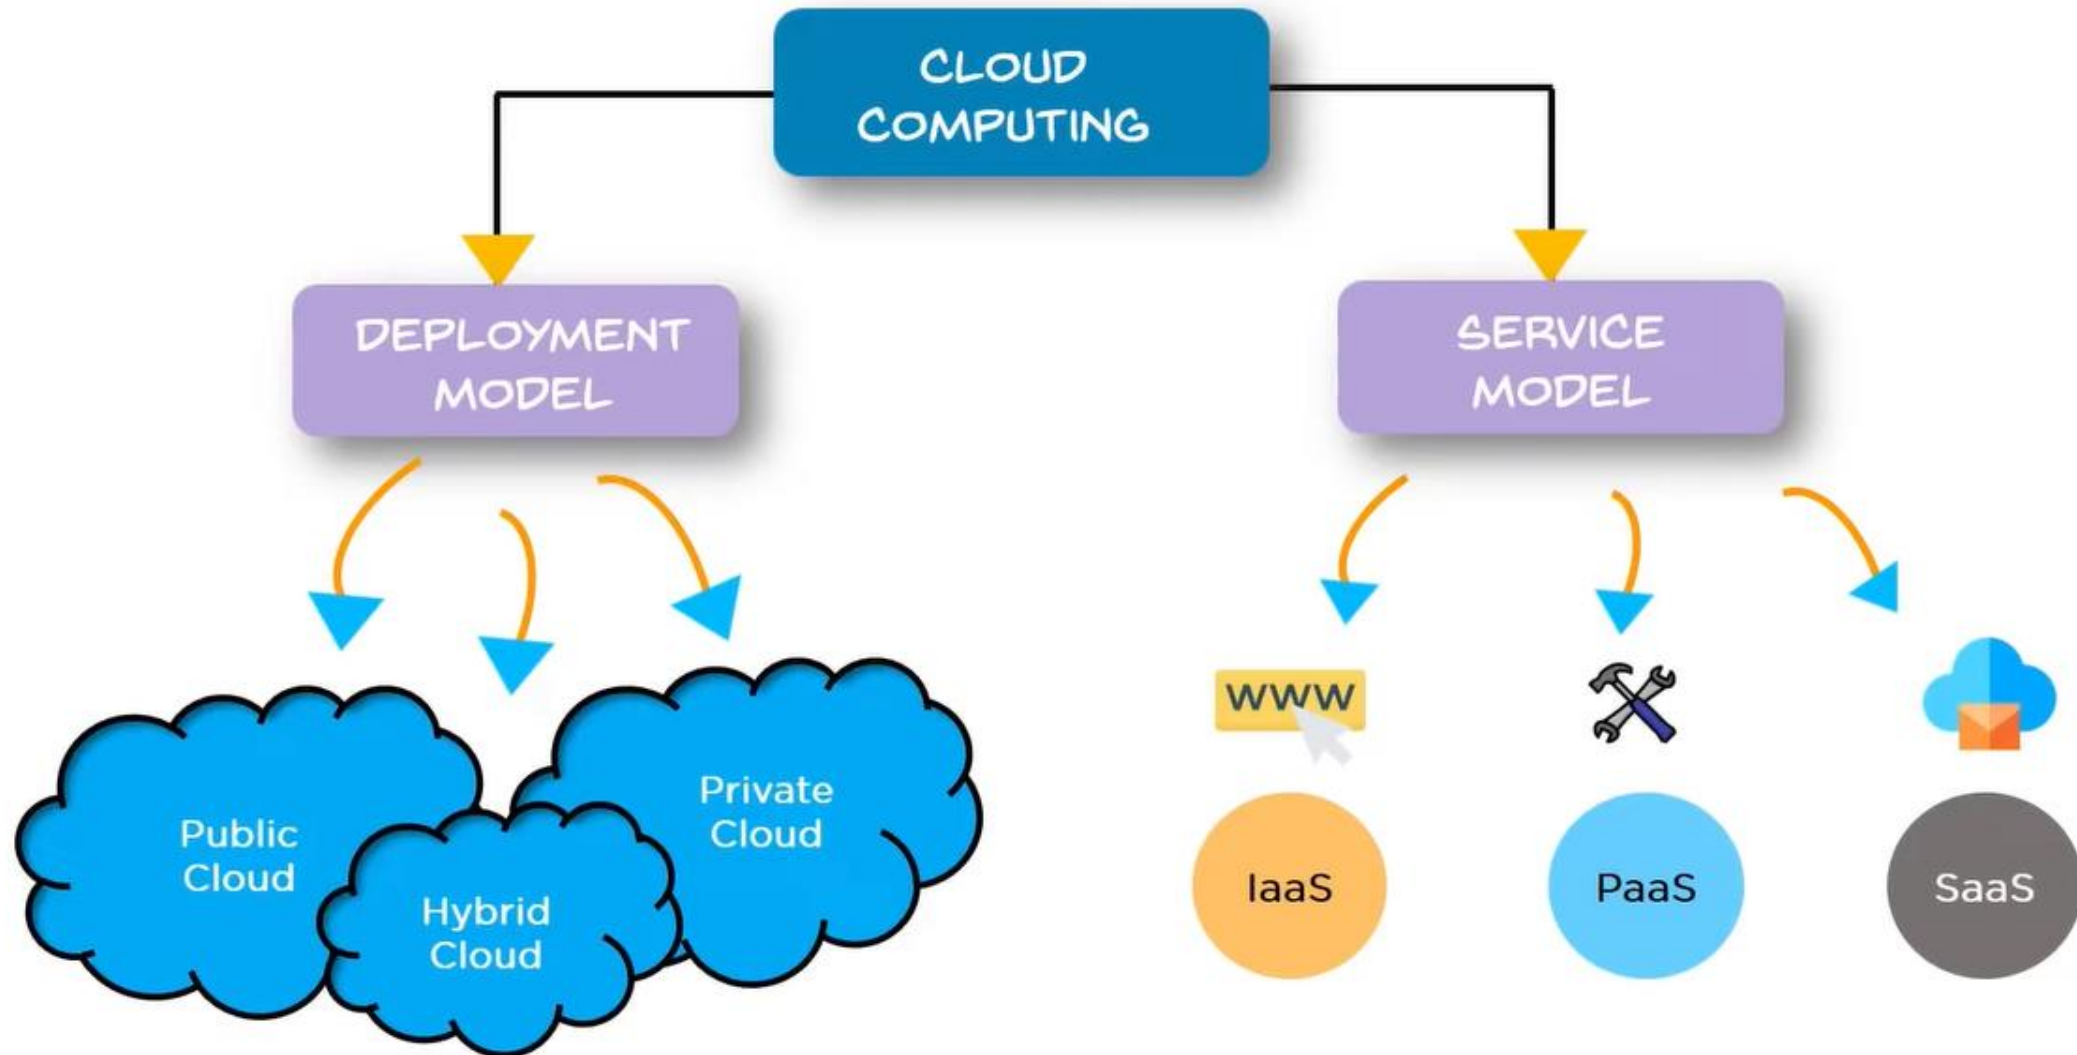 CLOUD
COMPUTING
DEPLOYMENT
MODEL
SERVICE
MODEL
Public
Cloud
Hybrid
Cloud
Private
Cloud
WWW
IaaS
PaaS
SaaS